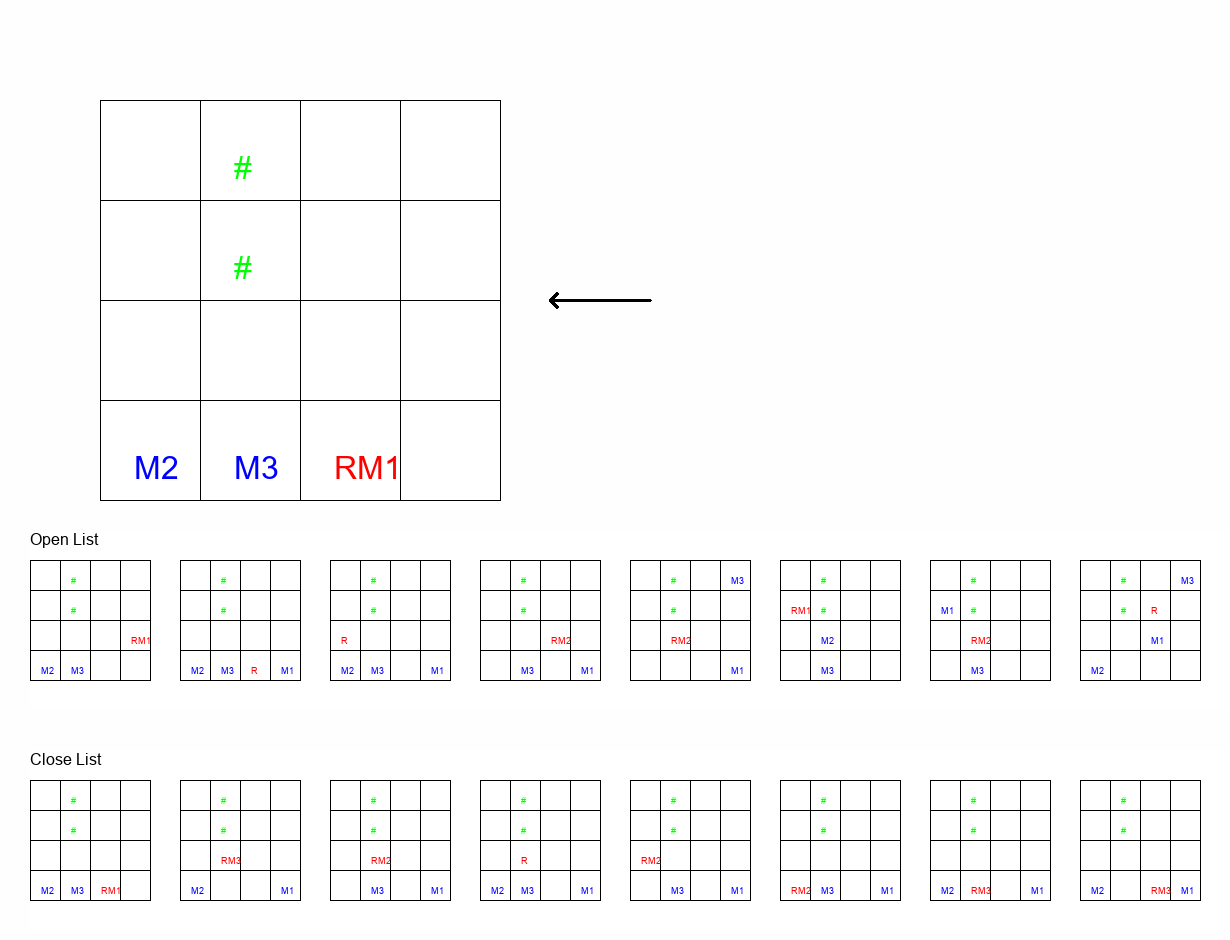 #
#
M2 M3 RM1
Open List
# # # # # M3 # # # M3
# # # # # RM1 # M1 # # R
RM1 R RM2 RM2 M2 RM2 M1
M2 M3 M2 M3 R M1 M2 M3 M1 M3 M1 M1 M3 M3 M2
Close List
# # # # # # # #
# # # # # # # #
RM3 RM2 R RM2
M2 M3 RM1 M2 M1 M3 M1 M2 M3 M1 M3 M1 RM2 M3 M1 M2 RM3 M1 M2 RM3 M1